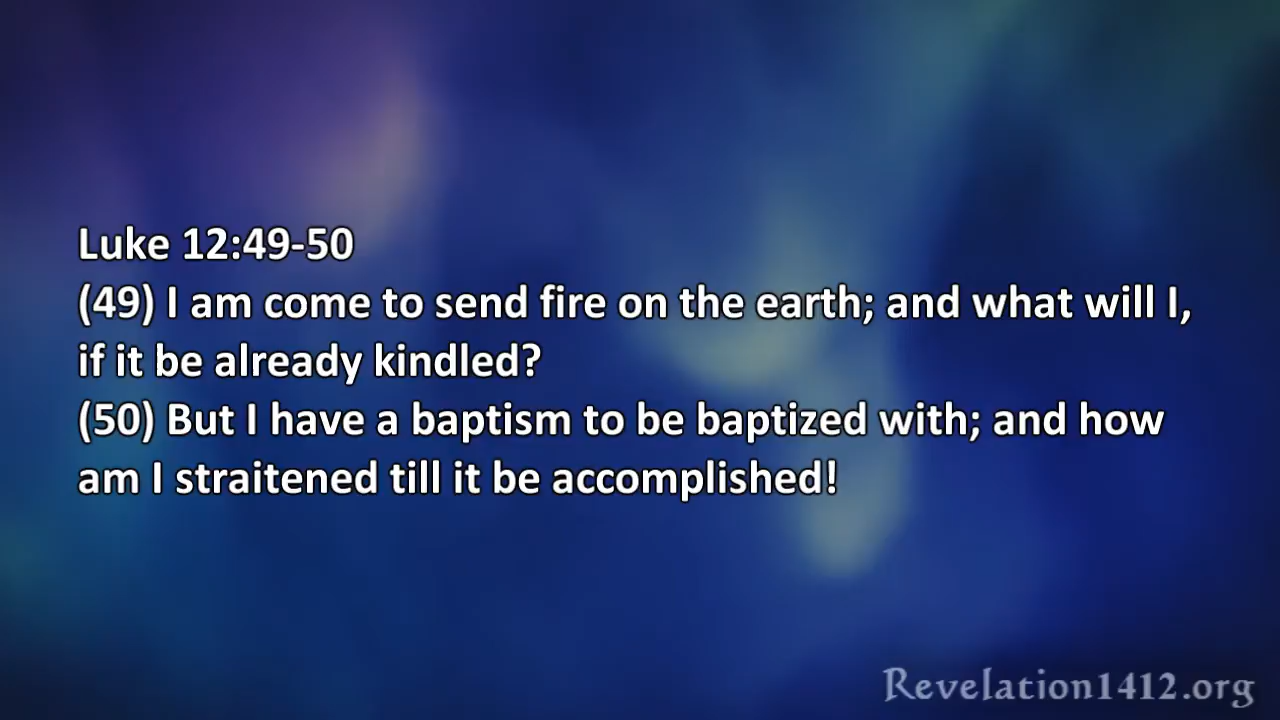 Luke 12:49-50
(49) I am come to send fire on the earth; and what will I,
if it be already kindled?
(50) But I have a baptism to be baptized with; and how
am I straitened till it be accomplished!
Revelation1412.org